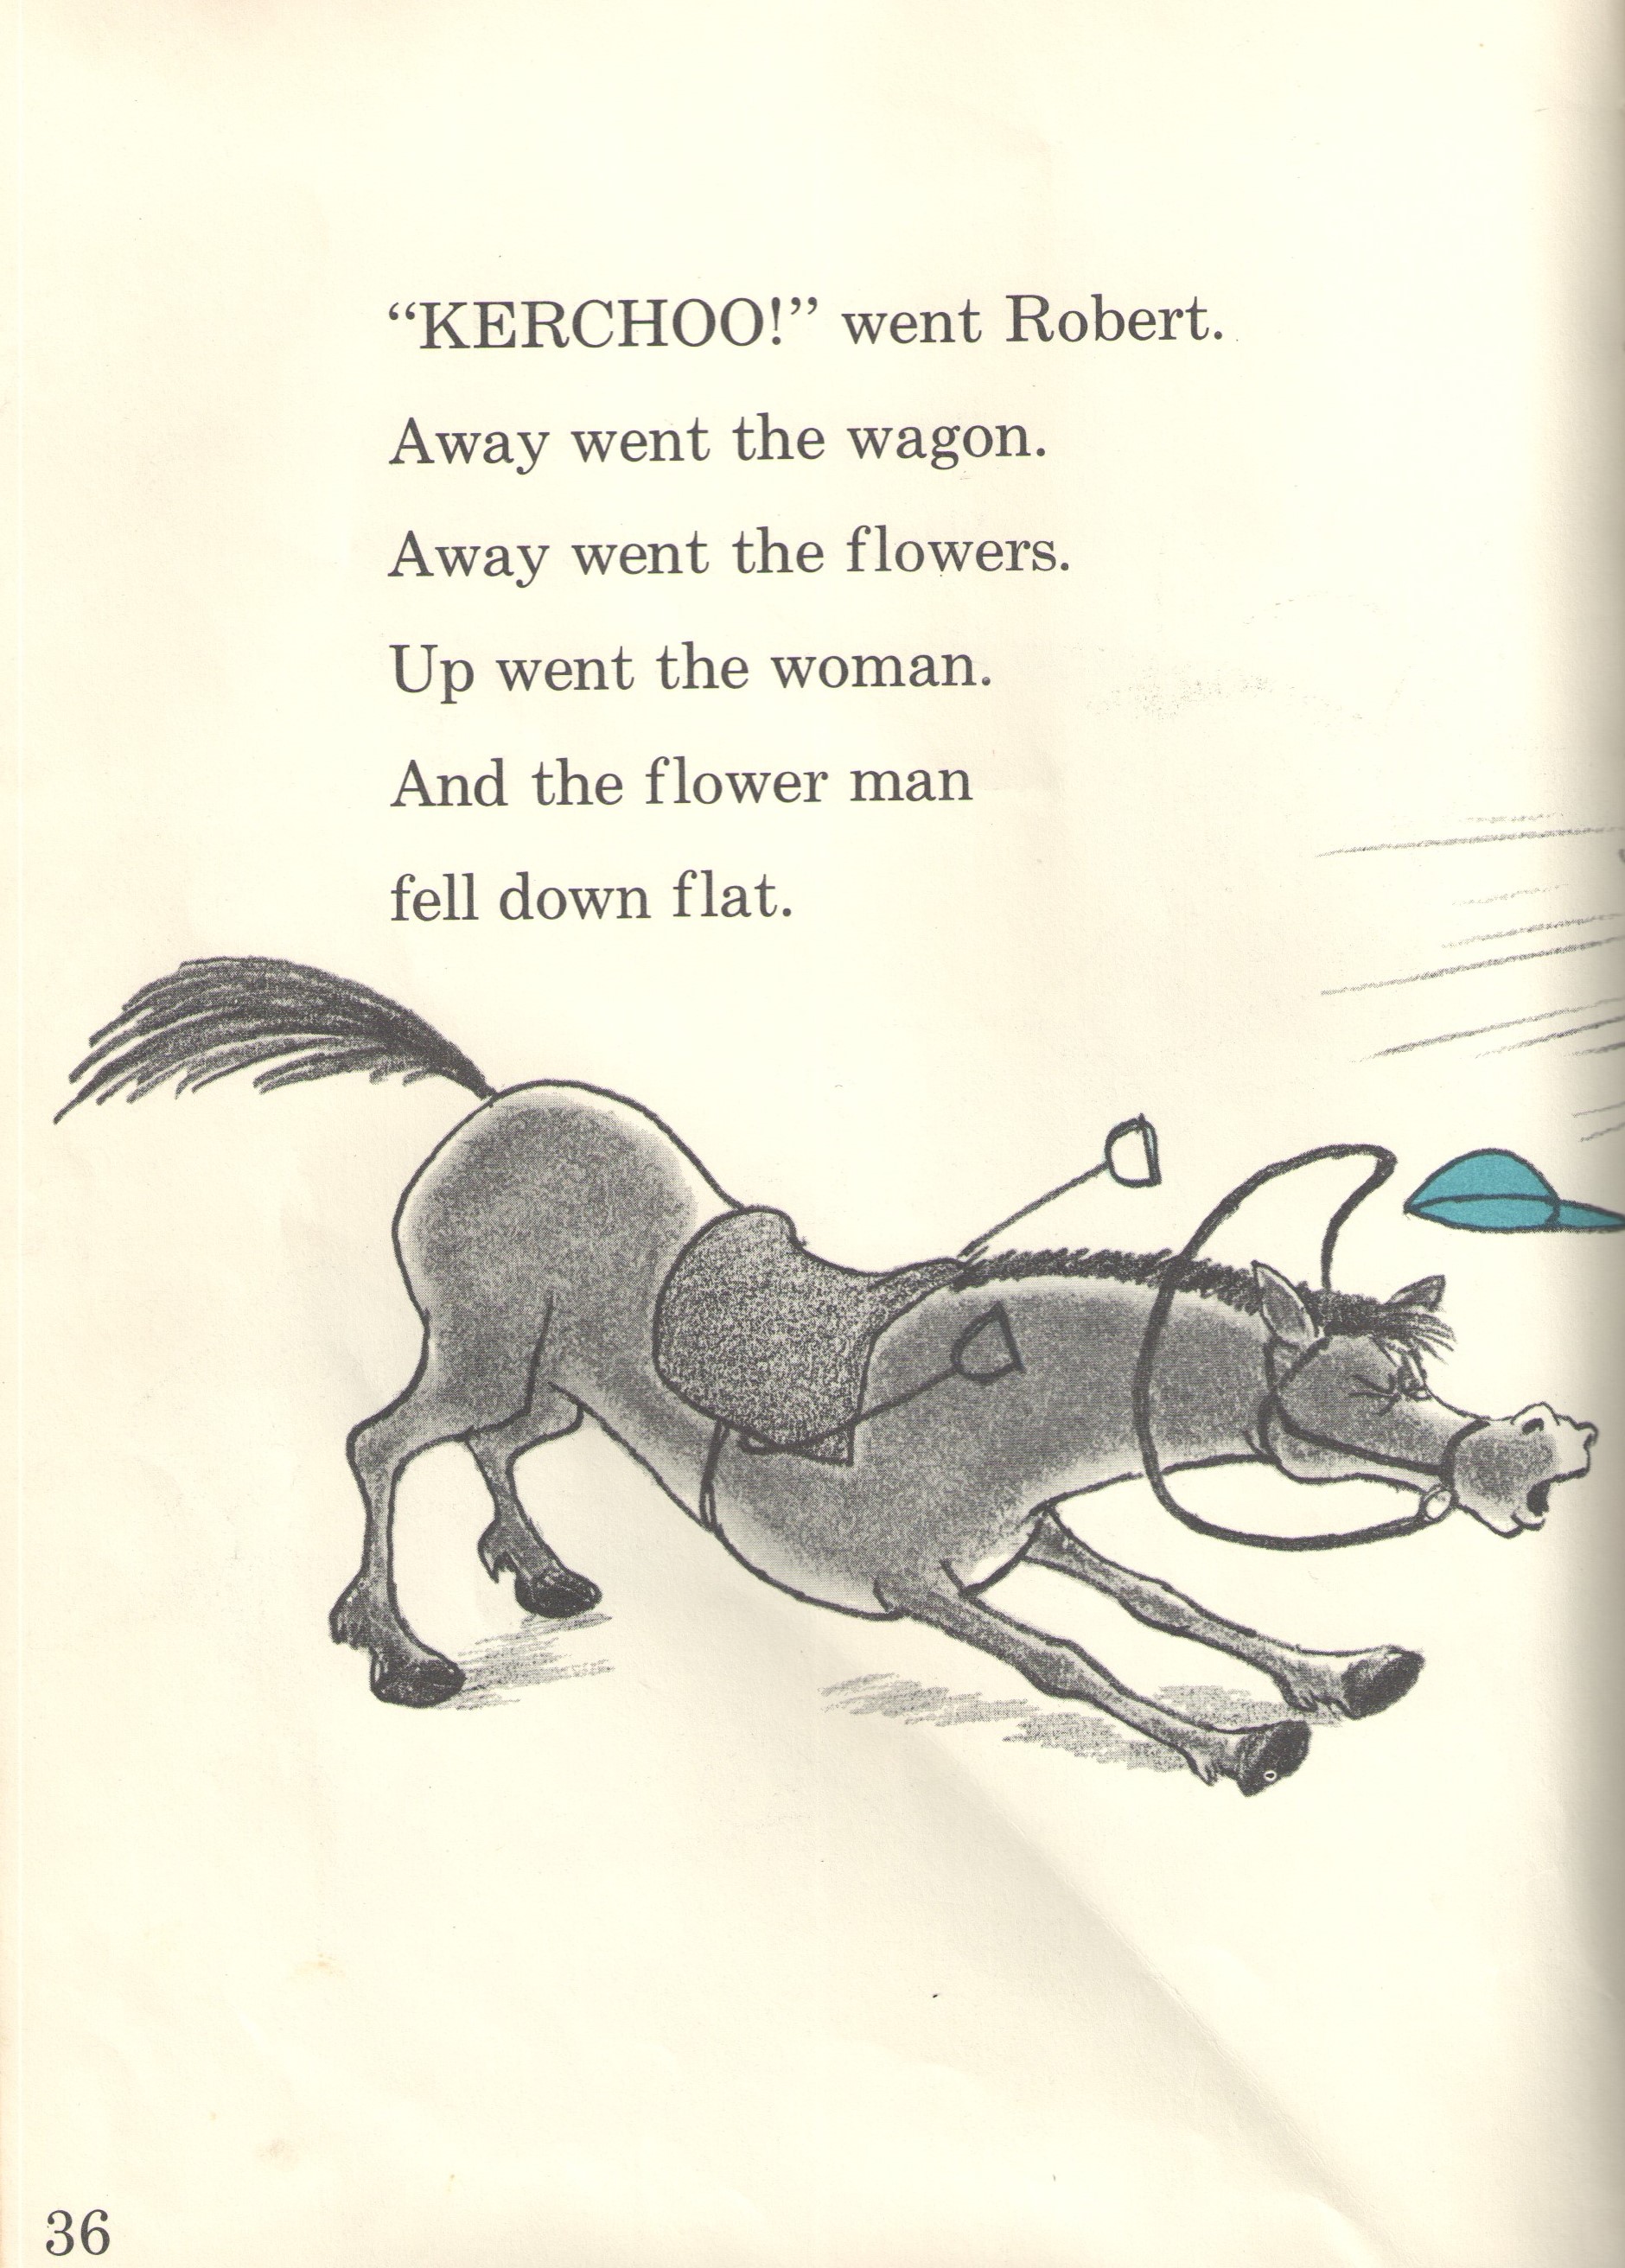 “KERCHOO!” went Robert.
Away went the wagon.
Away went the flowers.
Up went the woman.
And the flower man
fell down flat.
36